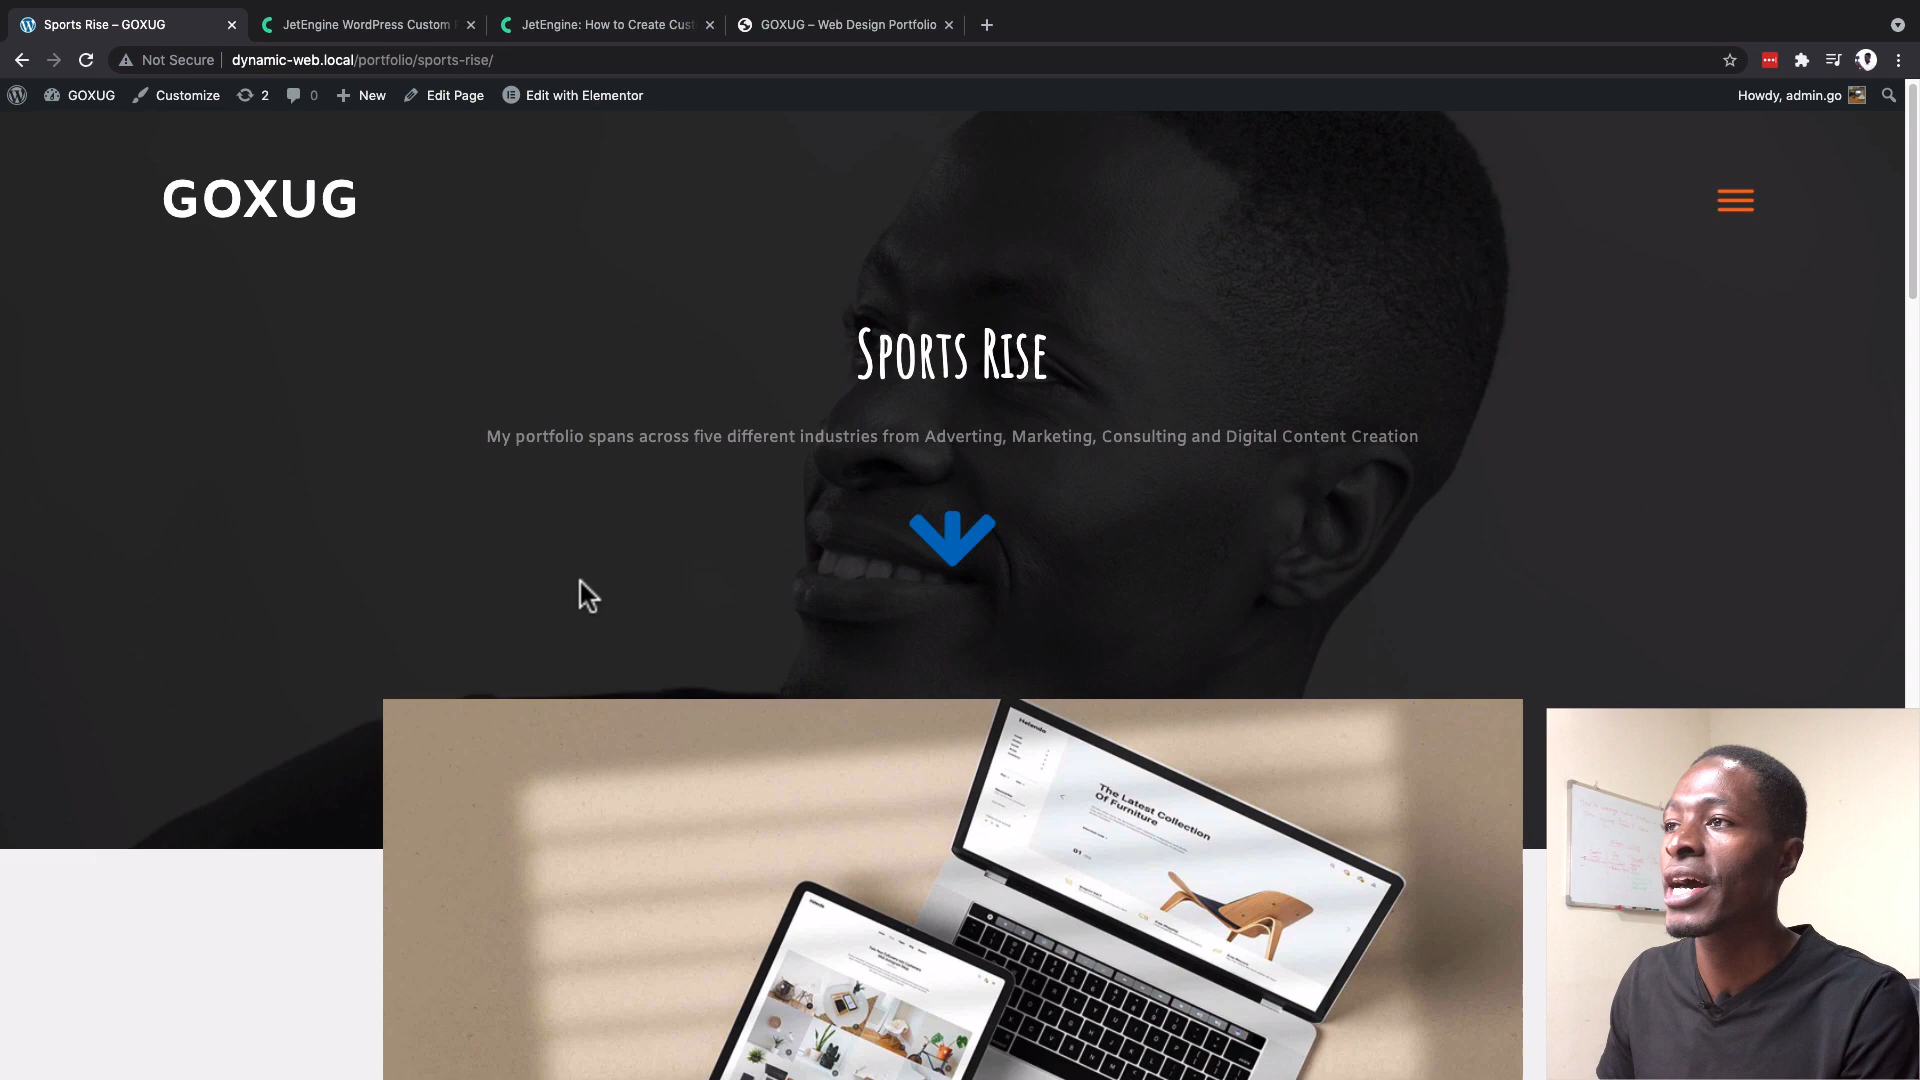 Sports Rise – GOXUG
JetEngine WordPress Custom
JetEngine: How to Create Cust
GOXUG – Web Design Portfolio
Not Secure
dynamic-web.local/portfolio/sports-rise/
GOXUG
Customize
2
0
New
Edit Page
Edit with Elementor
Howdy, admin.go
GOXUG
Sports Rise
My portfolio spans across five different industries from Adverting, Marketing, Consulting and Digital Content Creation
Helendo
The Latest Collection
Of Furniture
01